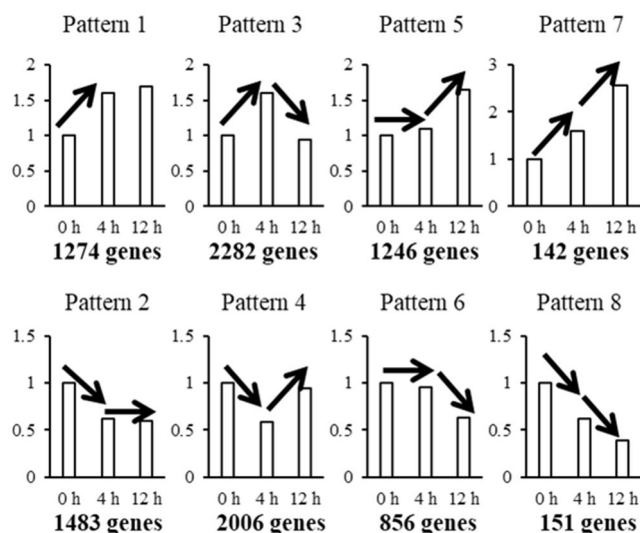 Pattern 1 Pattern 3 Pattern 5 Pattern 7
2 2 2 3
1.5 1.5 1.5 2
1 1 1 1
0.5 0.5 0.5
0 0 0 0
0 h 4 h 12 h 0 h 4 h 12 h 0 h 4 h 12 h 0 h 4 h 12 h
1274 genes 2282 genes 1246 genes 142 genes
Pattern 2 Pattern 4 Pattern 6 Pattern 8
1.5 1.5 1.5 1.5
1 1 1 1
0.5 0.5 0.5 0.5
0 0 0 0
0 h 4 h 12 h 0 h 4 h 12 h 0 h 4 h 12 h 0 h 4 h 12 h
1483 genes 2006 genes 856 genes 151 genes